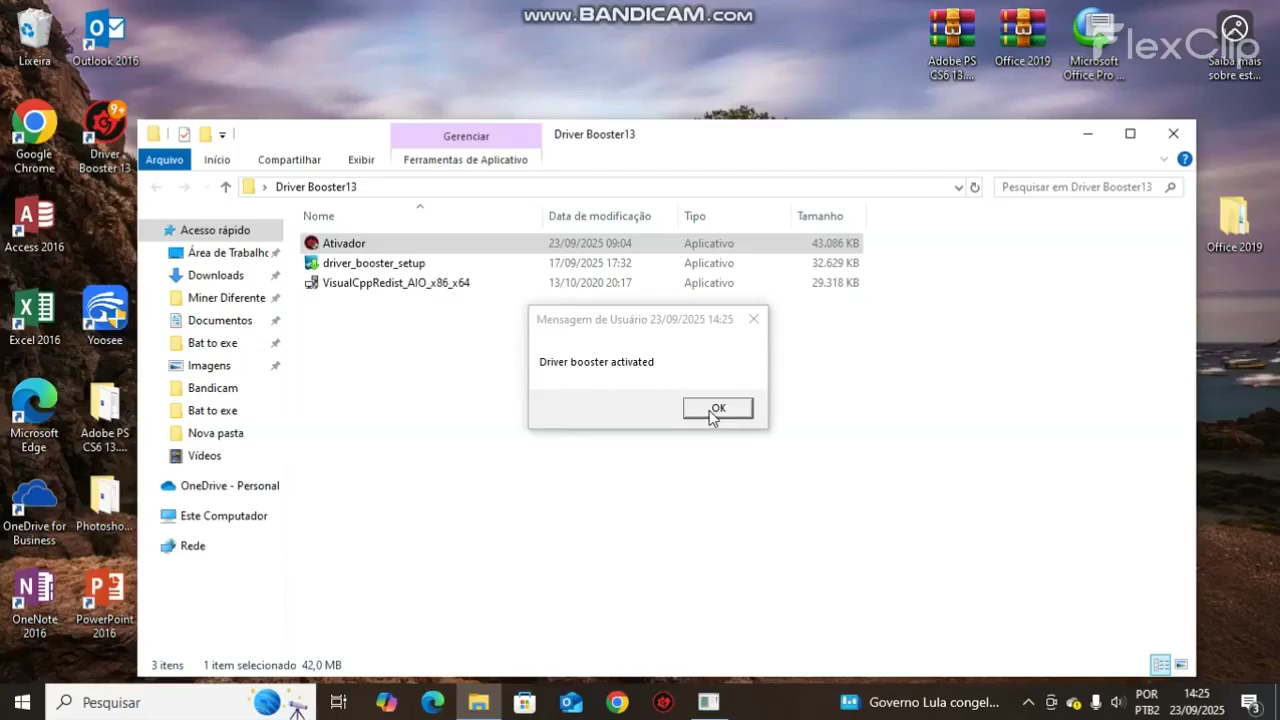 www.BANDICAM.com
FlexClip
Lixeira
Outlook 2016
Adobe PS
CS6 13....
Office 2019
Microsoft
Office Pro ...
Saiba mais
sobre est...
Google
Chrome
9+
Driver
Booster 13
Access 2016
Excel 2016
Yoosee
Microsoft
Edge
Adobe PS
CS6 13....
OneDrive for
Business
Photosho...
OneNote
2016
PowerPoint
2016
Office 2019
Gerenciar
Driver Booster13
Arquivo
Início
Compartilhar
Exibir
Ferramentas de Aplicativo
Driver Booster13
Pesquisar em Driver Booster13
Nome
Data de modificação
Tipo
Tamanho
Ativador 23/09/2025 09:04 Aplicativo 43.086 KB
driver_booster_setup 17/09/2025 17:32 Aplicativo 32.629 KB
VisualCppRedist_AIO_x86_x64 13/10/2020 20:17 Aplicativo 29.318 KB
Acesso rápido
Área de Trabalho
Downloads
Miner Diferente
Documentos
Bat to exe
Imagens
Bandicam
Bat to exe
Nova pasta
Vídeos
OneDrive - Personal
Este Computador
Rede
Mensagem de Usuário 23/09/2025 14:25
Driver booster activated
OK
3 itens
1 item selecionado 42,0 MB
Pesquisar
Governo Lula congel...
POR
PTB2
14:25
23/09/2025
3